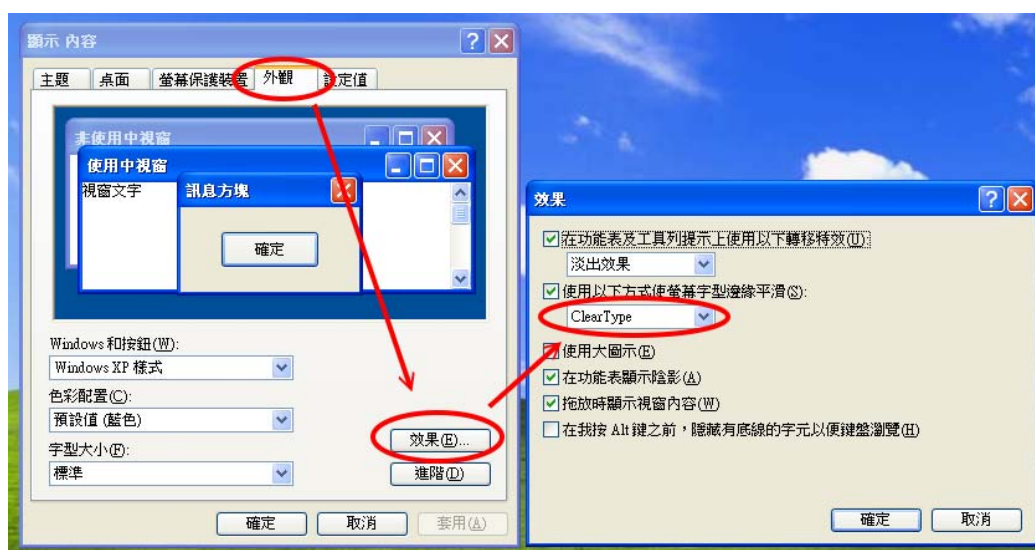 顯示 內容
主題 桌面 螢幕保護裝置 外觀 設定值
非使用中視窗
使用中視窗
視窗文字
訊息方塊
確定
Windows 和按鈕(W):
Windows XP 樣式
色彩配置(C):
預設值 (藍色)
字型大小(F):
標準
效果(E)...
進階(D)
確定 取消 套用(A)
效果
在功能表及工具列提示上使用以下轉移特效(U):
淡出效果
使用以下方式使螢幕字型邊緣平滑(S):
ClearType
使用大圖示(E)
在功能表顯示陰影(A)
拖放時顯示視窗內容(W)
在我按 Alt 鍵之前，隱藏有底線的字元以便鍵盤瀏覽(H)
確定 取消